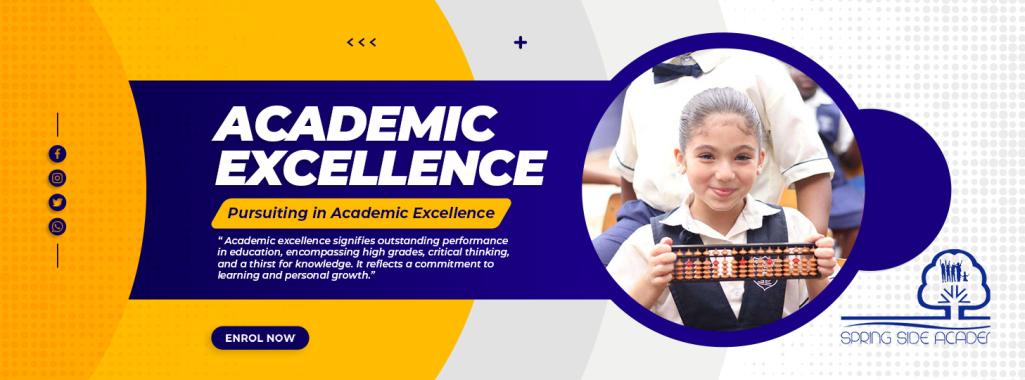 ACADEMIC
EXCELLENCE
Pursuiting in Academic Excellence
“ Academic excellence signifies outstanding performance
in education, encompassing high grades, critical thinking,
and a thirst for knowledge. It reflects a commitment to
learning and personal growth.”
ENROL NOW
SPRING SIDE ACADE